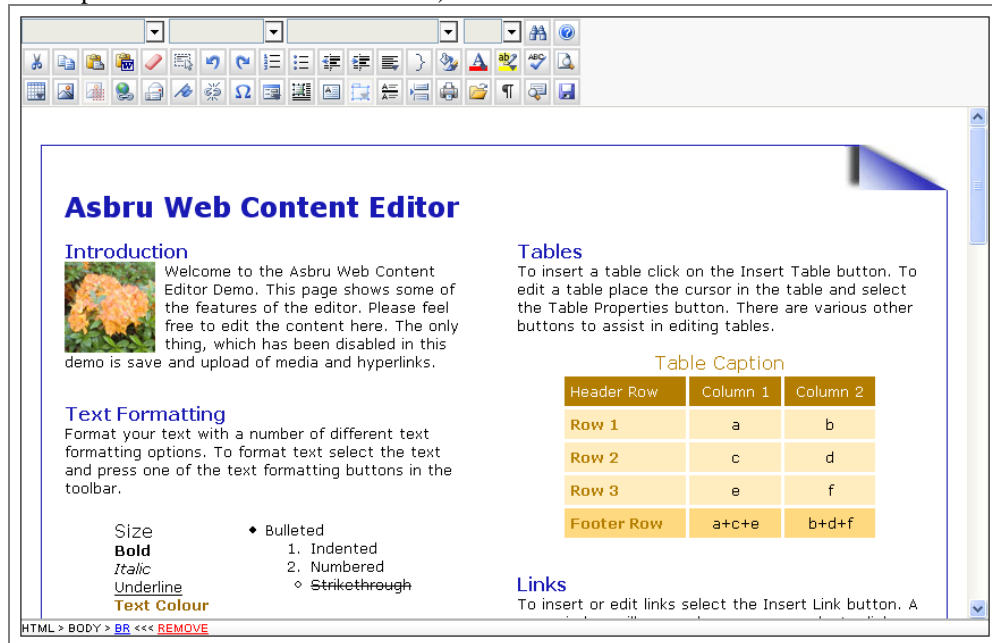 Asbru Web Content Editor
Introduction
Welcome to the Asbru Web Content
Editor Demo. This page shows some of
the features of the editor. Please feel
free to edit the content here. The only
thing, which has been disabled in this
demo is save and upload of media and hyperlinks.
Text Formatting
Format your text with a number of different text
formatting options. To format text select the text
and press one of the text formatting buttons in the
toolbar.
Size
Bold
Italic
Underline
Text Colour
Bulleted
1. Indented
2. Numbered
Strikethrough
Tables
To insert a table click on the Insert Table button. To
edit a table place the cursor in the table and select
the Table Properties button. There are various other
buttons to assist in editing tables.
Table Caption
Header Row Column 1 Column 2
Row 1 a b
Row 2 c d
Row 3 e f
Footer Row a+c+e b+d+f
Links
To insert or edit links select the Insert Link button. A
HTML > BODY > BR <<< REMOVE